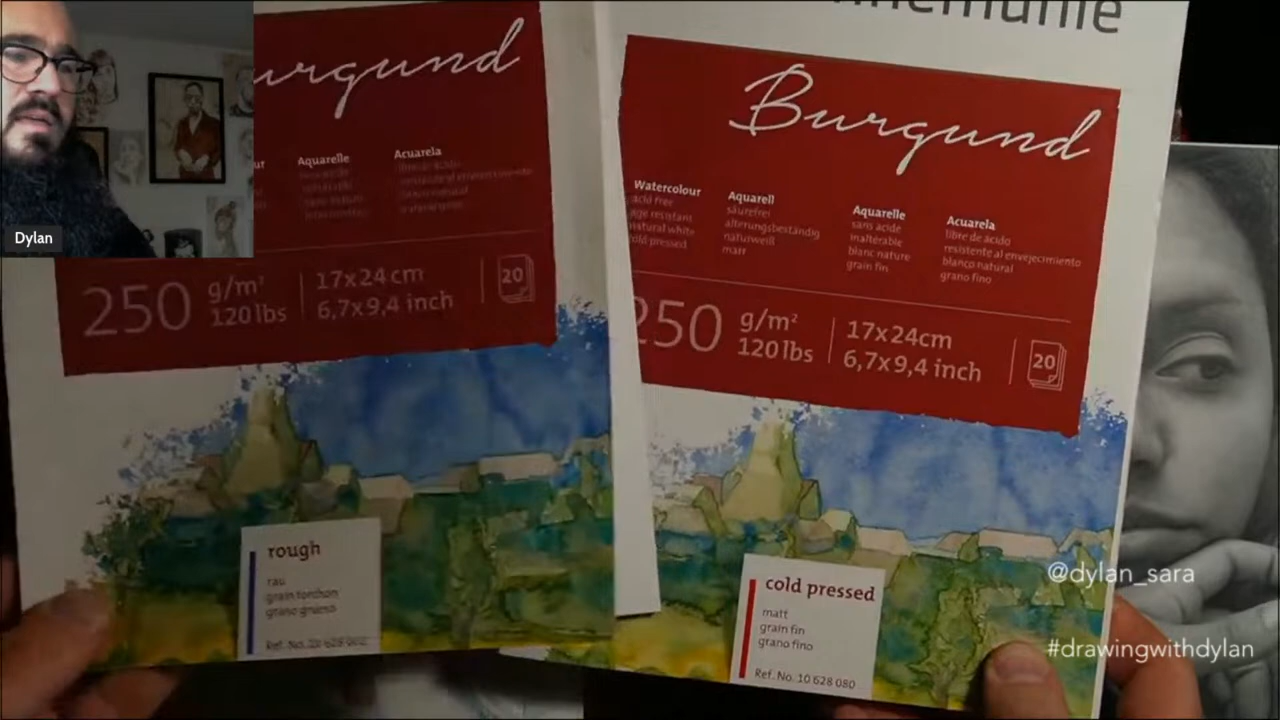 Dylan
urgund
ur
Aquarelle
Acuarela
250
g/m²
120 lbs
17x24 cm
6,7x9,4 inch
20
rough
rau
grain torchon
grano grueso
Burgund
Watercolour
acid free
age resistant
natural white
cold pressed
Aquarell
säurefrei
alterungsbeständig
naturweiß
matt
Aquarelle
sans acide
inaltérable
blanc nature
grain fin
Acuarela
libre de acido
resistente al envejecimiento
blanco natural
grano fino
250
g/m²
120 lbs
17x24cm
6,7x9,4 inch
20
cold pressed
matt
grain fin
grano fino
Ref. No. 10 628 080
@dylan_sara
#drawingwithdylan